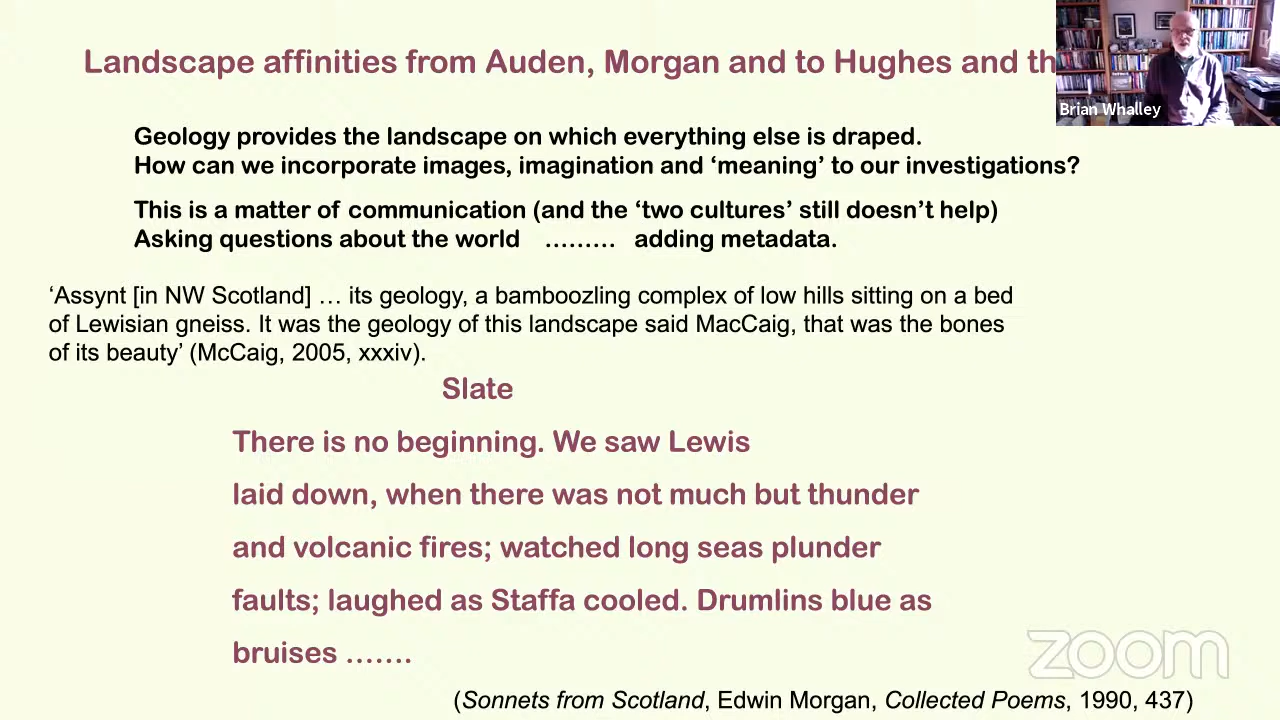 Landscape affinities from Auden, Morgan and to Hughes and th
Brian Whalley
Geology provides the landscape on which everything else is draped.
How can we incorporate images, imagination and ‘meaning’ to our investigations?
This is a matter of communication (and the ‘two cultures’ still doesn’t help)
Asking questions about the world ……… adding metadata.
‘Assynt [in NW Scotland] … its geology, a bamboozling complex of low hills sitting on a bed
of Lewisian gneiss. It was the geology of this landscape said MacCaig, that was the bones
of its beauty’ (McCaig, 2005, xxxiv).
Slate
There is no beginning. We saw Lewis
laid down, when there was not much but thunder
and volcanic fires; watched long seas plunder
faults; laughed as Staffa cooled. Drumlins blue as
bruises …….
zoom
(Sonnets from Scotland, Edwin Morgan, Collected Poems, 1990, 437)